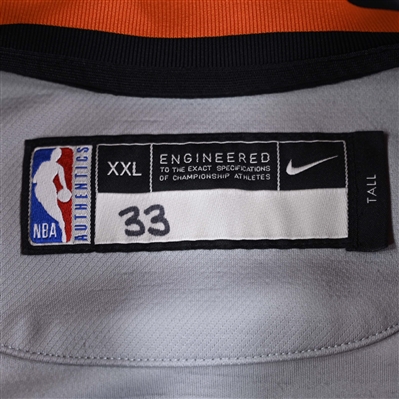 NBA
AUTHENTICS
XXL
ENGINEERED
TO THE EXACT SPECIFICATIONS
OF CHAMPIONSHIP ATHLETES
33
TALL